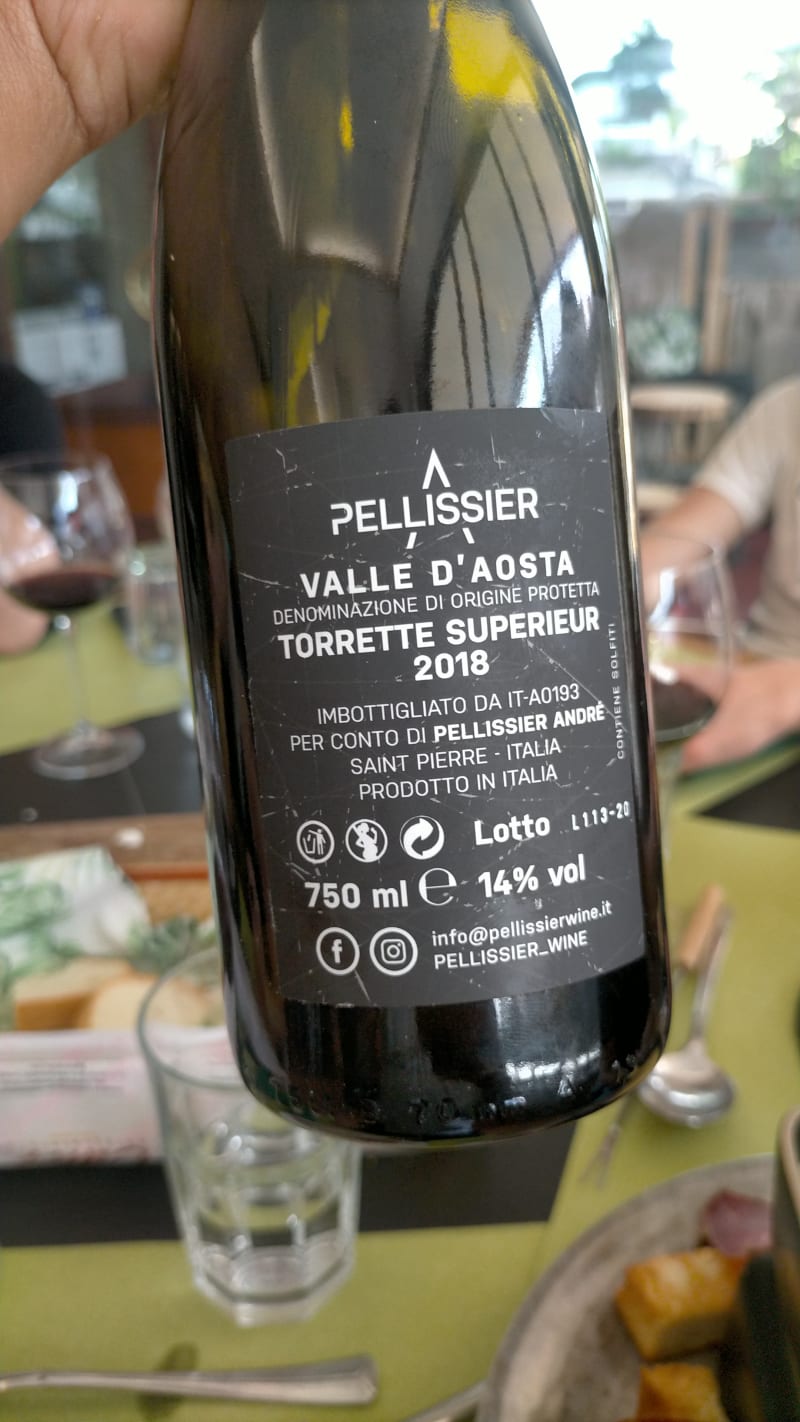 PELLISSIER
VALLE D'AOSTA
DENOMINAZIONE DI ORIGINE PROTETTA
TORRETTE SUPERIEUR
2018
IMBOTTIGLIATO DA IT-AO193
PER CONTO DI PELLISSIER ANDRÉ
SAINT PIERRE - ITALIA
PRODOTTO IN ITALIA
CONTIENE SOLFITI
Lotto L113-20
750 ml e 14% vol
info@pellissierwine.it
PELLISSIER_WINE